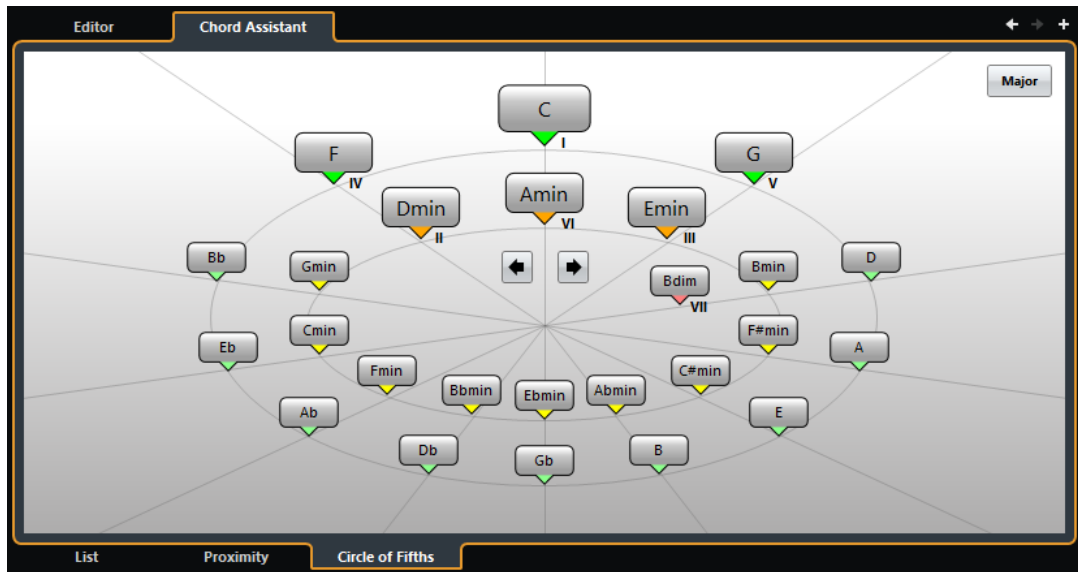 Editor
Chord Assistant
Major
C
I
F
IV
G
V
Dmin
II
Amin
VI
Emin
III
Bb
Gmin
Bdim
VII
Bmin
D
Eb
Cmin
F#min
A
Fmin
C#min
Bbmin
Ebmin
Abmin
Ab
E
Db
Gb
B
List
Proximity
Circle of Fifths